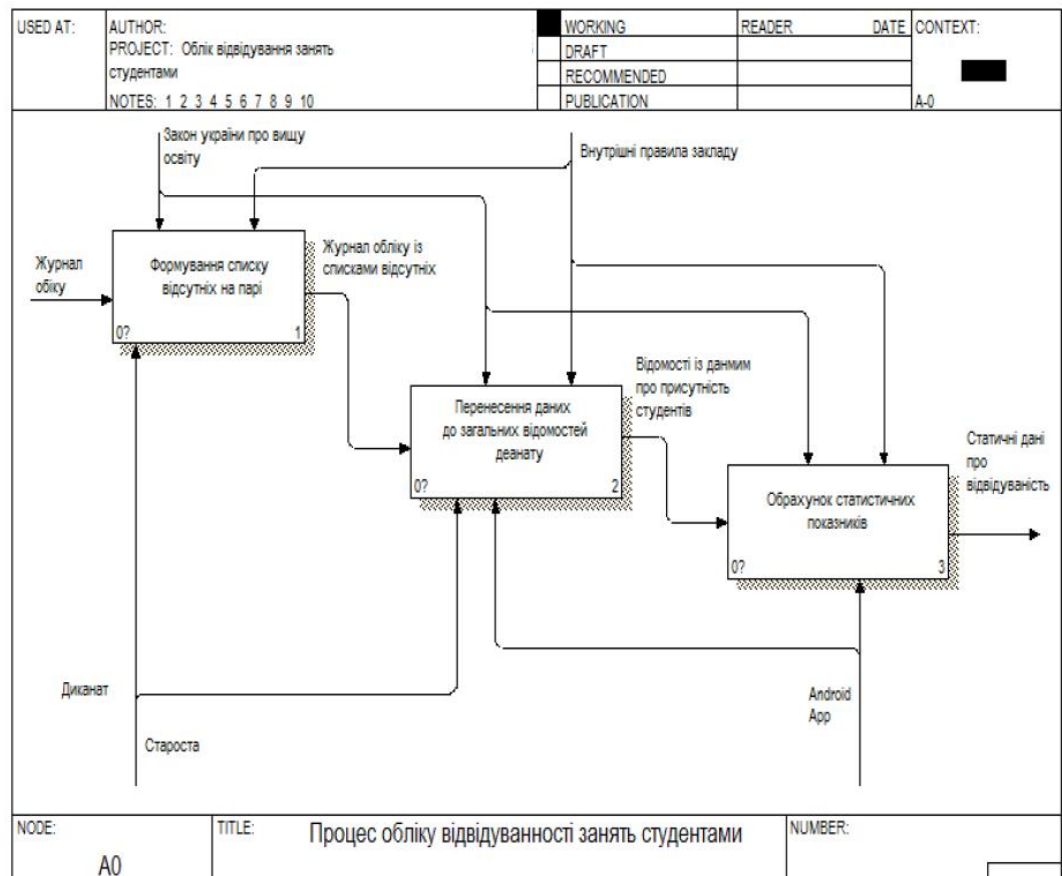 USED AT:
AUTHOR:
PROJECT: Облік відвідування занять
студентами
NOTES: 1 2 3 4 5 6 7 8 9 10
WORKING
DRAFT
RECOMMENDED
PUBLICATION
READER DATE
CONTEXT:
A-0
Закон україни про вищу
освіту
Внутрішні правила закладу
Журнал
обіку
Формування списку
відсутніх на парі
0? 1
Журнал обліку із
списками відсутніх
Перенесення даних
до загальних відомостей
деанату
0? 2
Відомості із данмим
про присутність
студентів
Обрахунок статистичних
показників
0? 3
Статичні дані
про
відвідуваність
Диканат
Староста
Android
App
NODE:
A0
TITLE:
Процес обліку відвідуванності занять студентами
NUMBER: